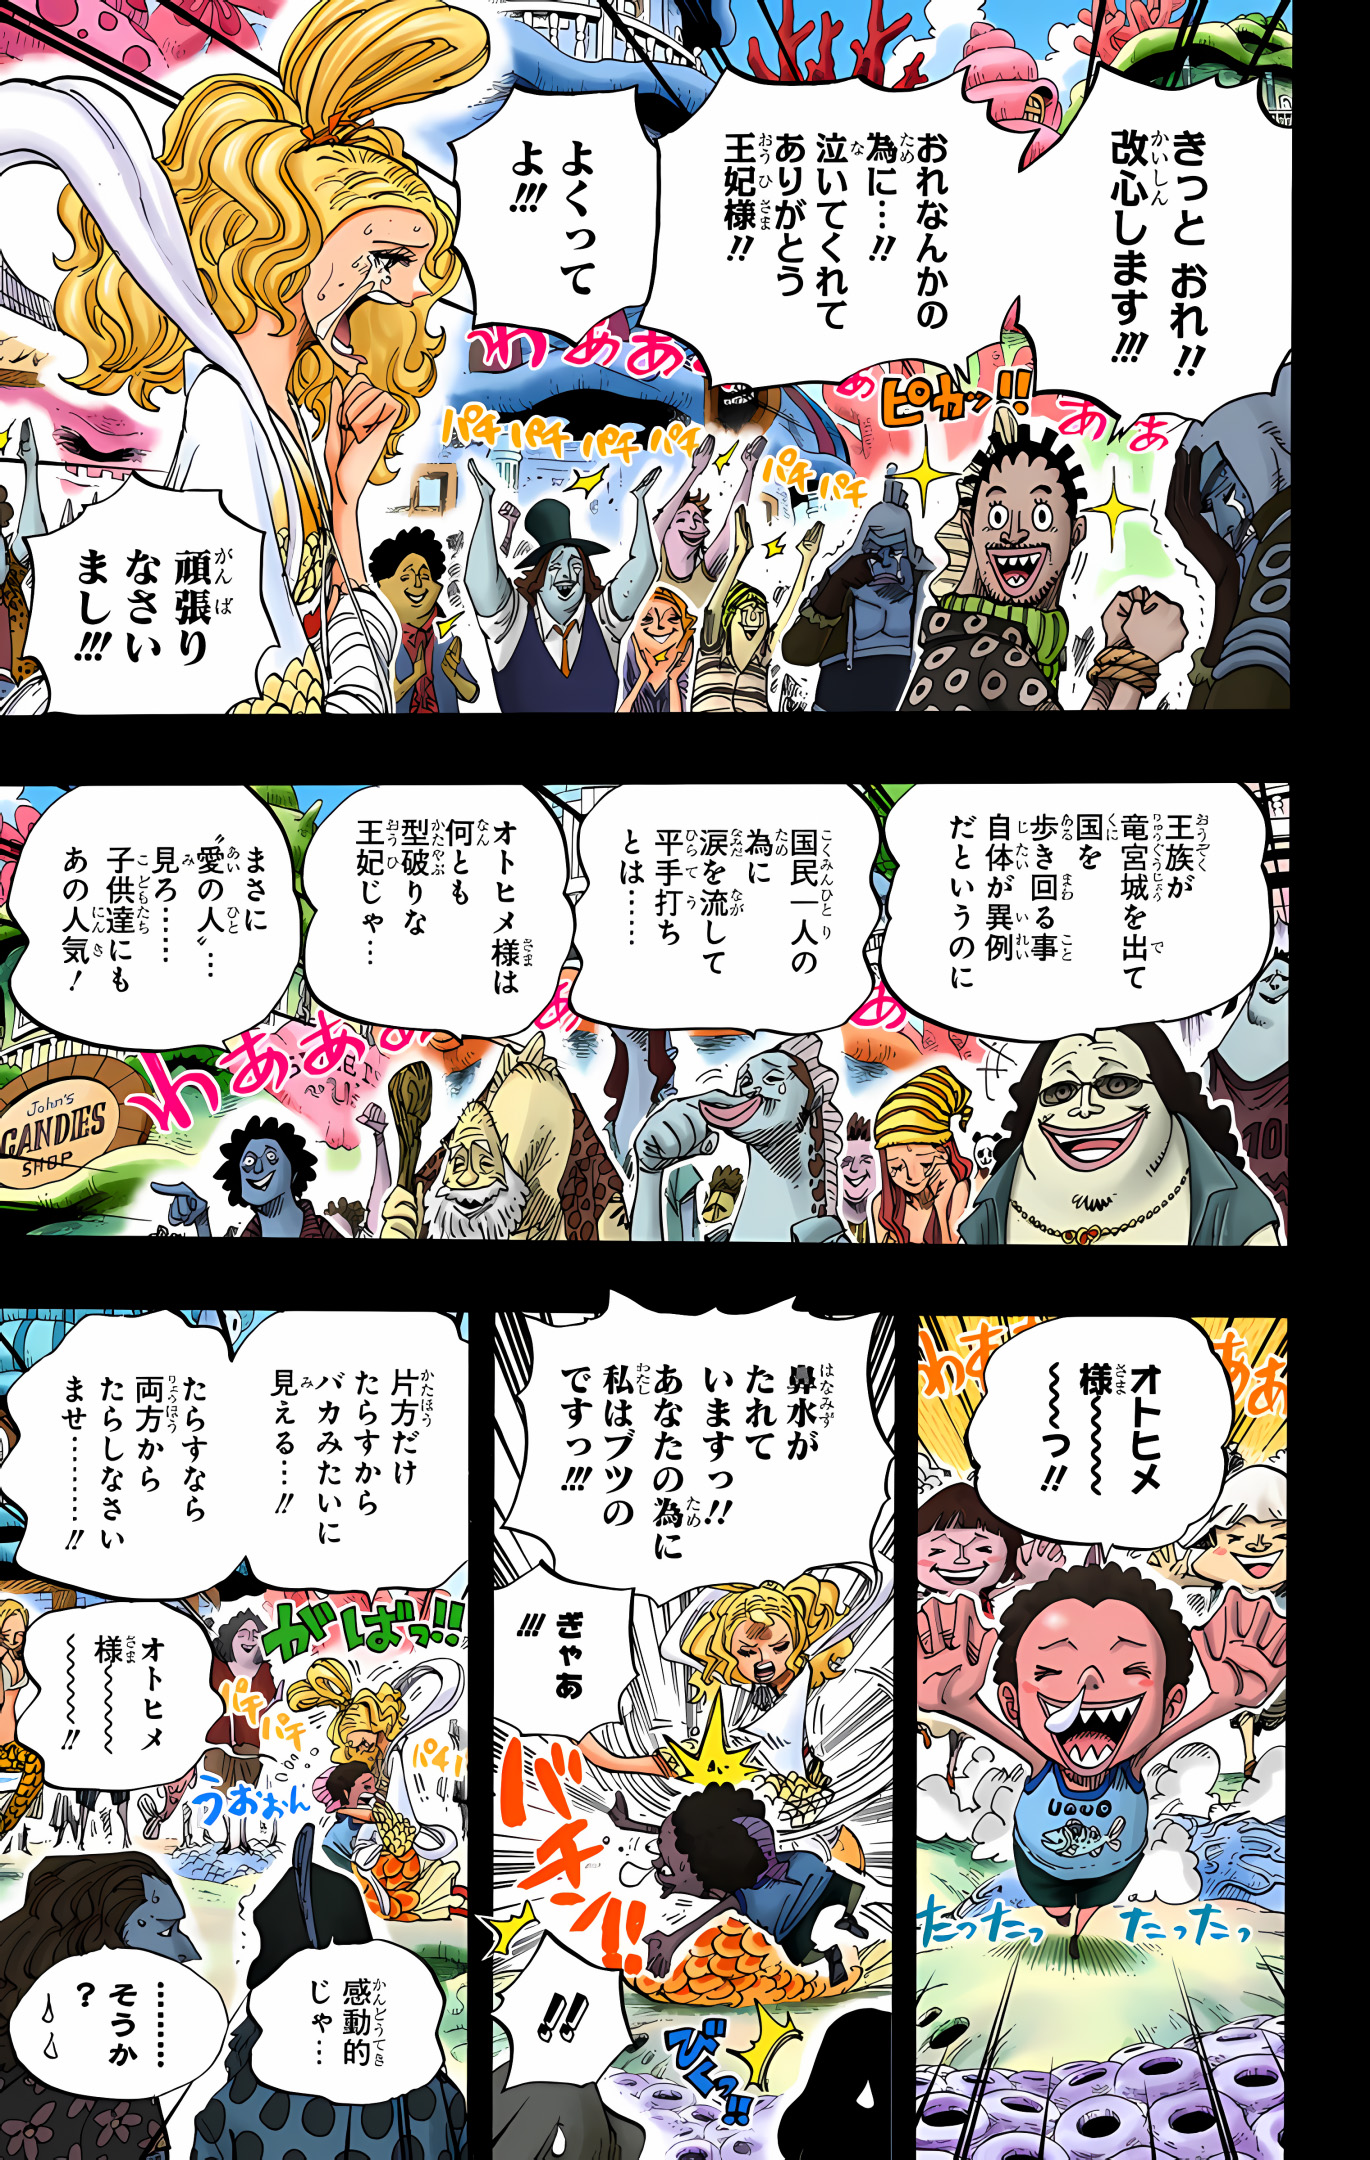 きっと おれ!!
改心します!!!
おれなんかの
為に…!!
泣いてくれて
ありがとう
王妃様!!
よくって
よ!!!
わあぁあ
ああ
ピカッ!!
パチ パチ パチ パチ
パチ パチ
頑張り
なさい
まし!!!
王族が
竜宮城を出て
国を
歩き回る事
自体が異例
だというのに
国民一人の
為に
涙を流して
平手打ち
とは……
オトヒメ様は
何とも
型破りな
王妃じゃ…
まさに
〝愛の人〟…
見ろ……
子供達にも
あの人気!
わあああ
あ
John's
CANDIES
SHOP
オトヒメ
様~~~
~~~っ!!
わああ
ああ
UOUO
たったっ
たったっ
鼻水が
たれて
いますっ!!
あなたの為に
私はブツの
ですっ!!!
ぎゃあ
!!!
バチン!!
!!
びくっ!!
片方だけ
たらすから
バカみたいに
見える…!!
たらすなら
両方から
たらしなさい
ませ………!!
がばっ!!
オトヒメ
様~~~
~~~!!
パチ
パチ
パチパ
うおおん
感動的
じゃ…
………
そうか
?